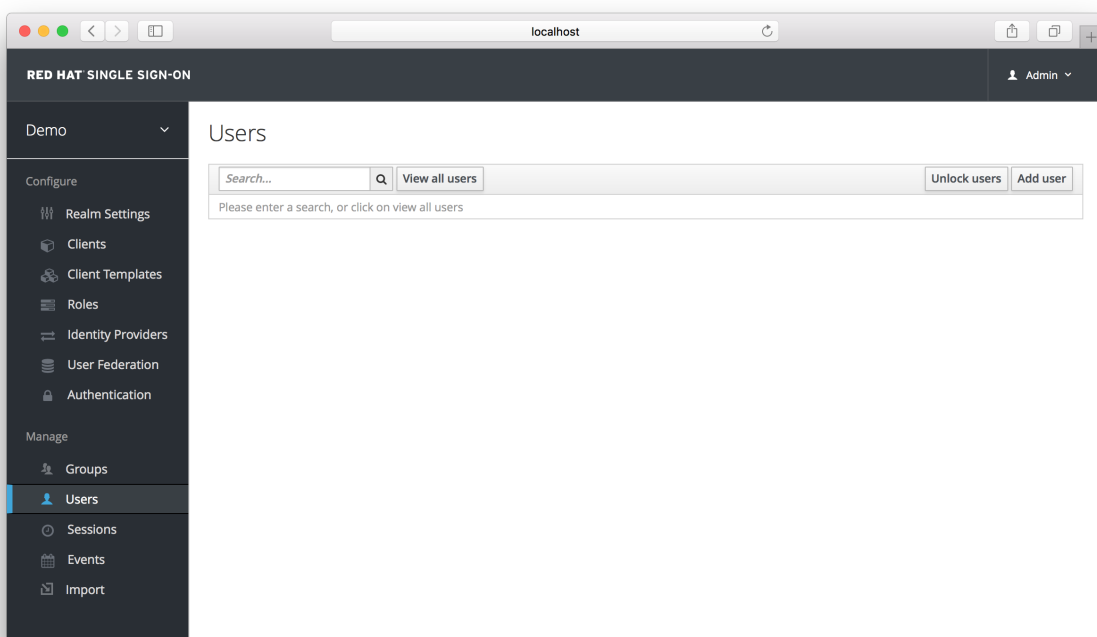 localhost
RED HAT SINGLE SIGN-ON
Admin
Demo
Users
Configure
Search...
View all users
Unlock users
Add user
Please enter a search, or click on view all users
Realm Settings
Clients
Client Templates
Roles
Identity Providers
User Federation
Authentication
Manage
Groups
Users
Sessions
Events
Import